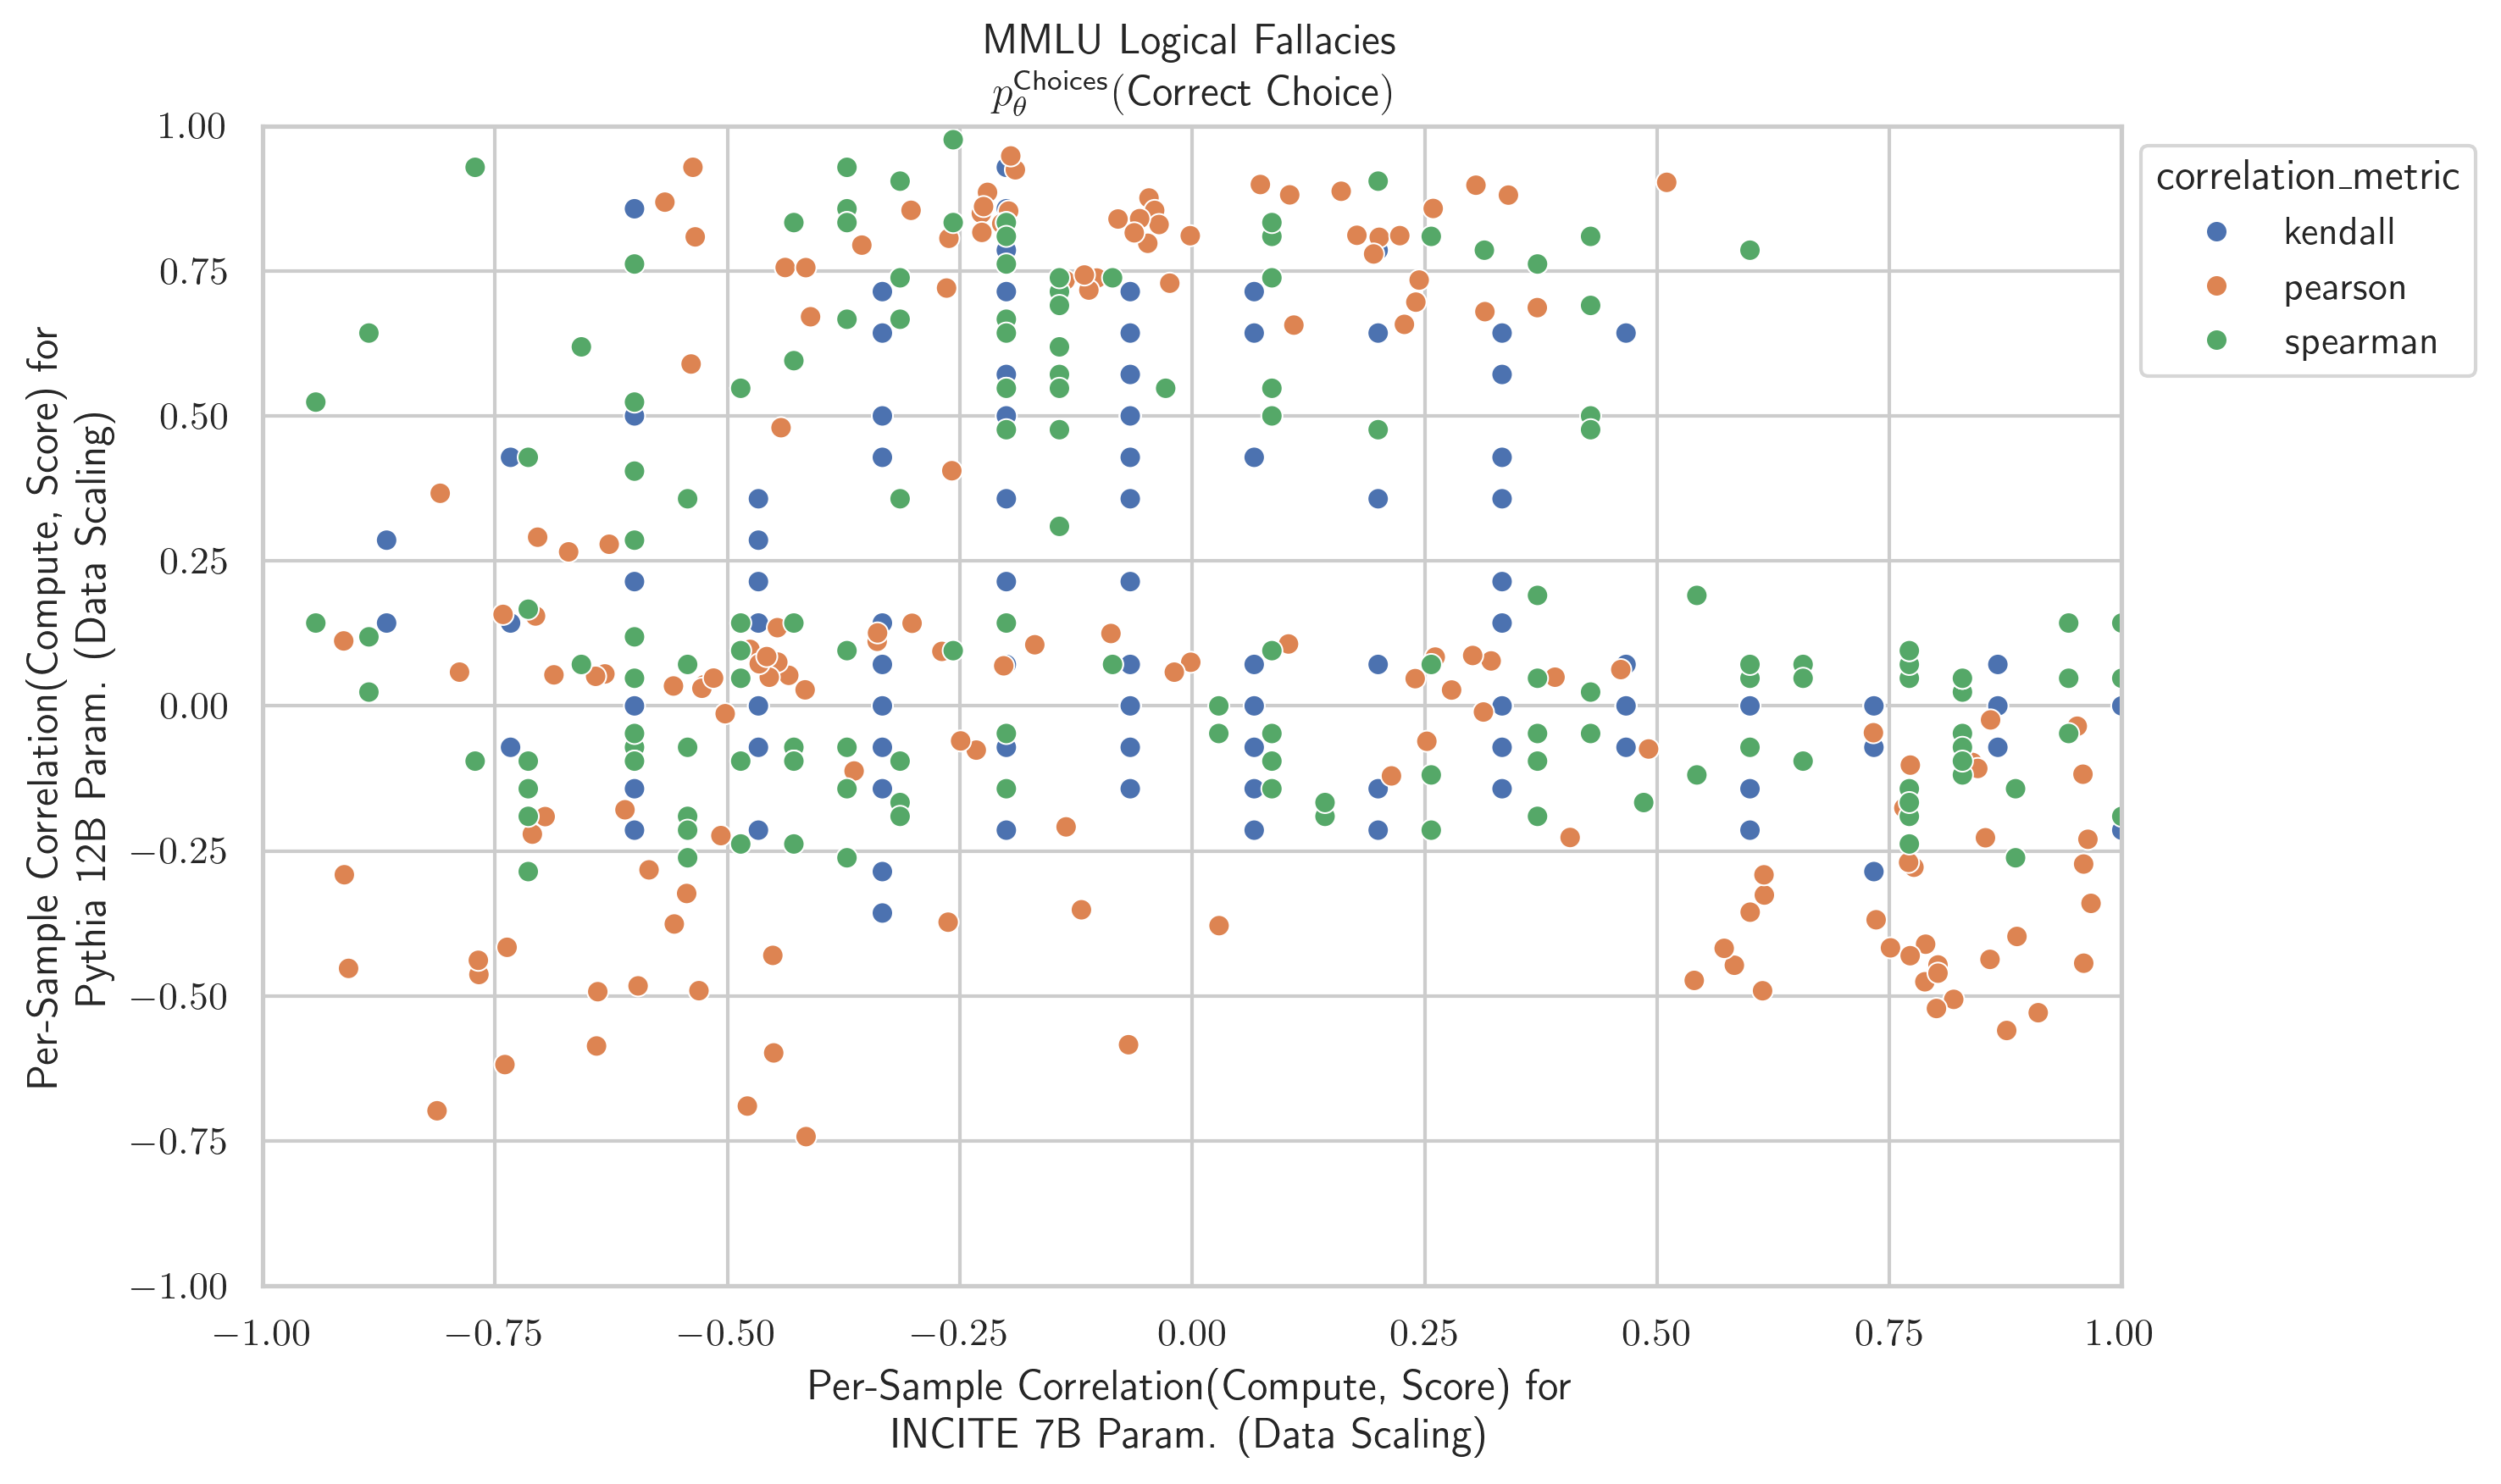 MMLU Logical Fallacies
p_θ^Choices(Correct Choice)
1.00
0.75
0.50
0.25
0.00
−0.25
−0.50
−0.75
−1.00
Per-Sample Correlation(Compute, Score) for
Pythia 12B Param. (Data Scaling)
correlation_metric
kendall
pearson
spearman
−1.00 −0.75 −0.50 −0.25 0.00 0.25 0.50 0.75 1.00
Per-Sample Correlation(Compute, Score) for
INCITE 7B Param. (Data Scaling)